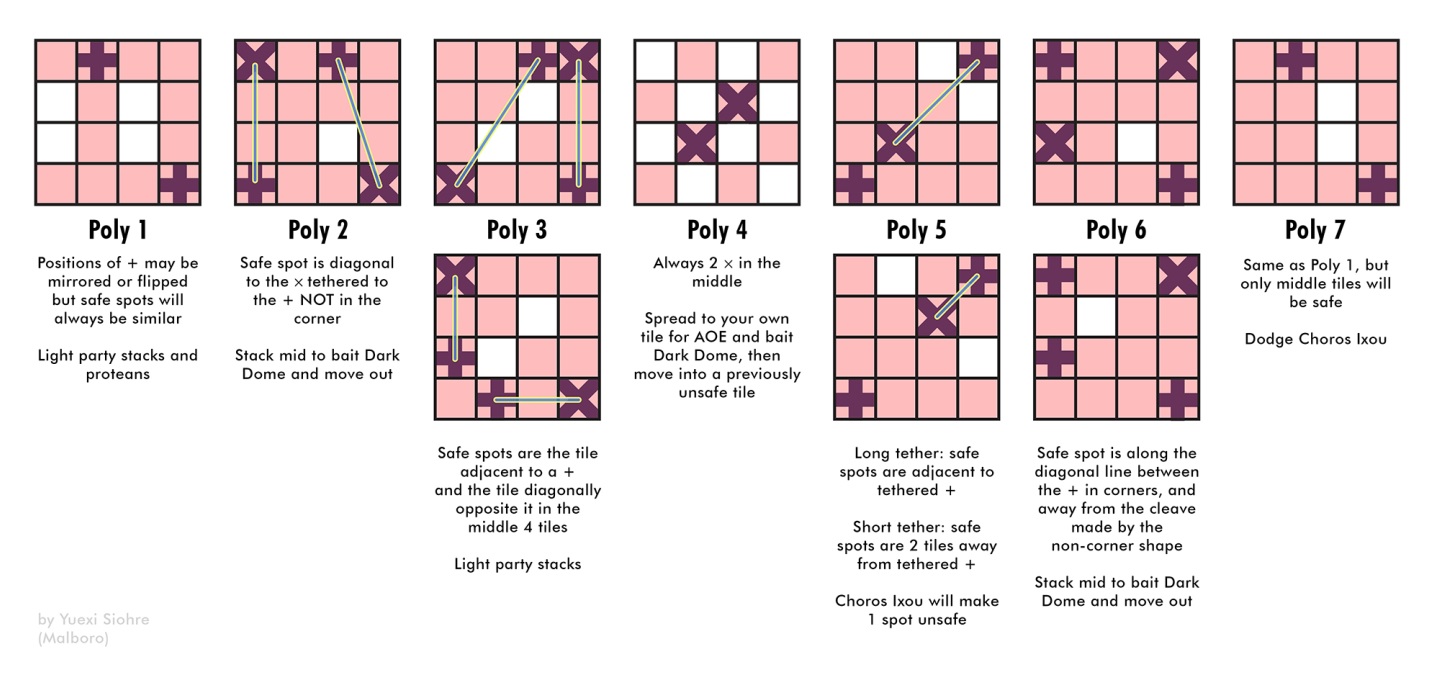 Poly 1
Positions of + may be
mirrored or flipped
but safe spots will
always be similar
Light party stacks and
proteans
Poly 2
Safe spot is diagonal
to the × tethered to
the + NOT in the
corner
Stack mid to bait Dark
Dome and move out
Poly 3
Safe spots are the tile
adjacent to a +
and the tile diagonally
opposite it in the
middle 4 tiles
Light party stacks
Poly 4
Always 2 × in the
middle
Spread to your own
tile for AOE and bait
Dark Dome, then
move into a previously
unsafe tile
Poly 5
Long tether: safe
spots are adjacent to
tethered +
Short tether: safe
spots are 2 tiles away
from tethered +
Choros Ixou will make
1 spot unsafe
Poly 6
Safe spot is along the
diagonal line between
the + in corners, and
away from the cleave
made by the
non-corner shape
Stack mid to bait Dark
Dome and move out
Poly 7
Same as Poly 1, but
only middle tiles will
be safe
Dodge Choros Ixou
by Yuexi Siohre
(Malboro)